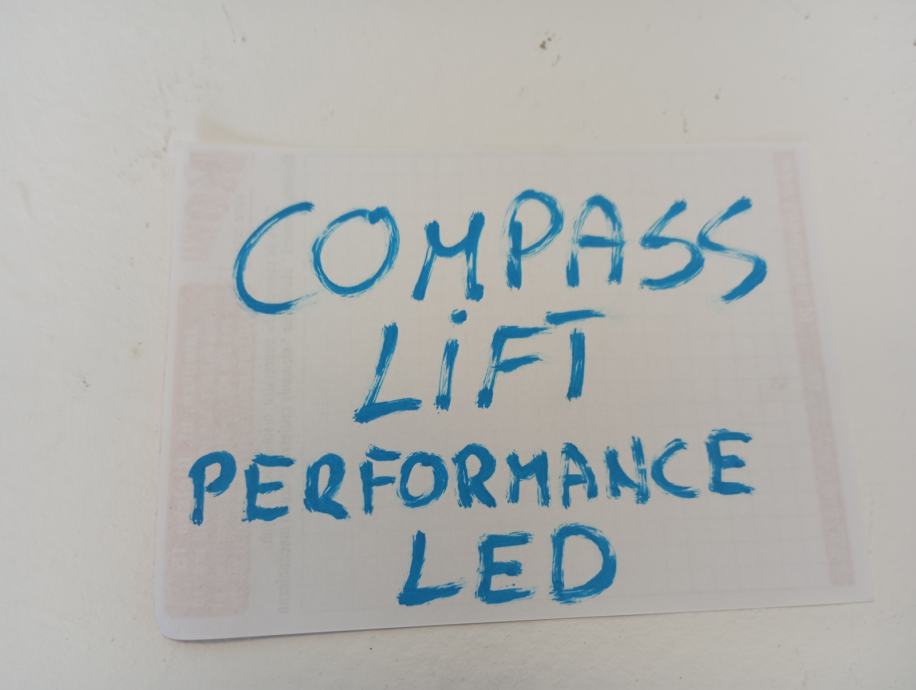 COMPASS
LiFT
PERFORMANCE
LED